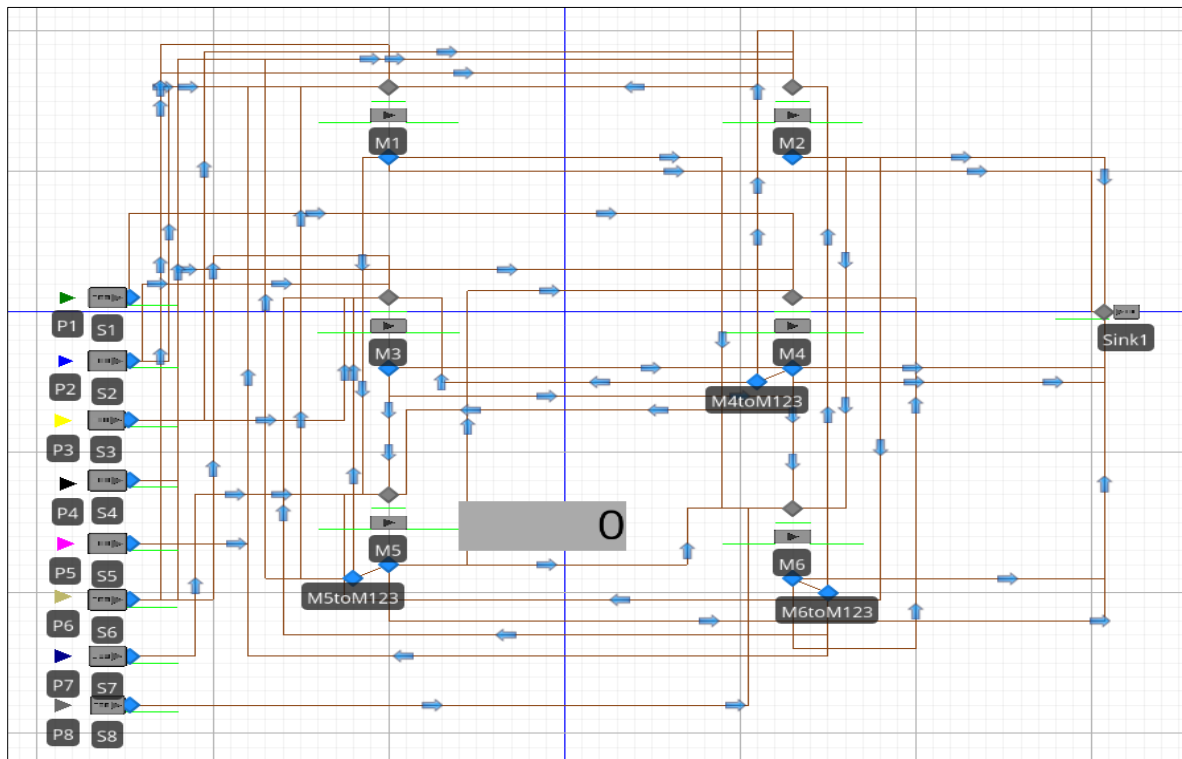 M1
M2
P1 S1
Sink1
M3
M4
P2 S2
M4toM123
P3 S3
P4 S4
0
M5
M6
P5 S5
M5toM123
M6toM123
P6 S6
P7 S7
P8 S8